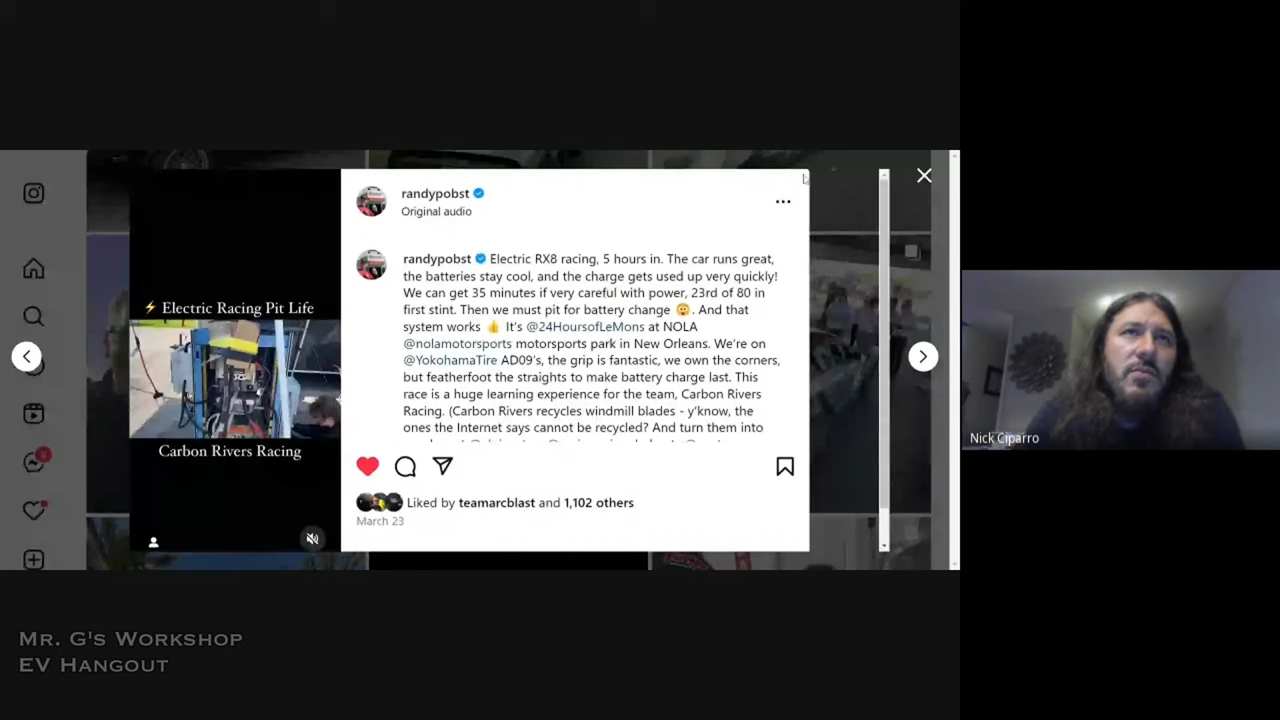 randypobst
Original audio
randypobst Electric RX8 racing, 5 hours in. The car runs great,
the batteries stay cool, and the charge gets used up very quickly!
We can get 35 minutes if very careful with power, 23rd of 80 in
first stint. Then we must pit for battery change 😱. And that
system works 👍 It's @24HoursofLeMons at NOLA
@nolamotorsports motorsports park in New Orleans. We're on
@YokohamaTire AD09's, the grip is fantastic, we own the corners,
but featherfoot the straights to make battery charge last. This
race is a huge learning experience for the team, Carbon Rivers
Racing. (Carbon Rivers recycles windmill blades - y'know, the
ones the Internet says cannot be recycled? And turn them into
⚡ Electric Racing Pit Life
Carbon Rivers Racing
Liked by teamarcblast and 1,102 others
March 23
Nick Ciparro
Mr. G's Workshop
EV Hangout